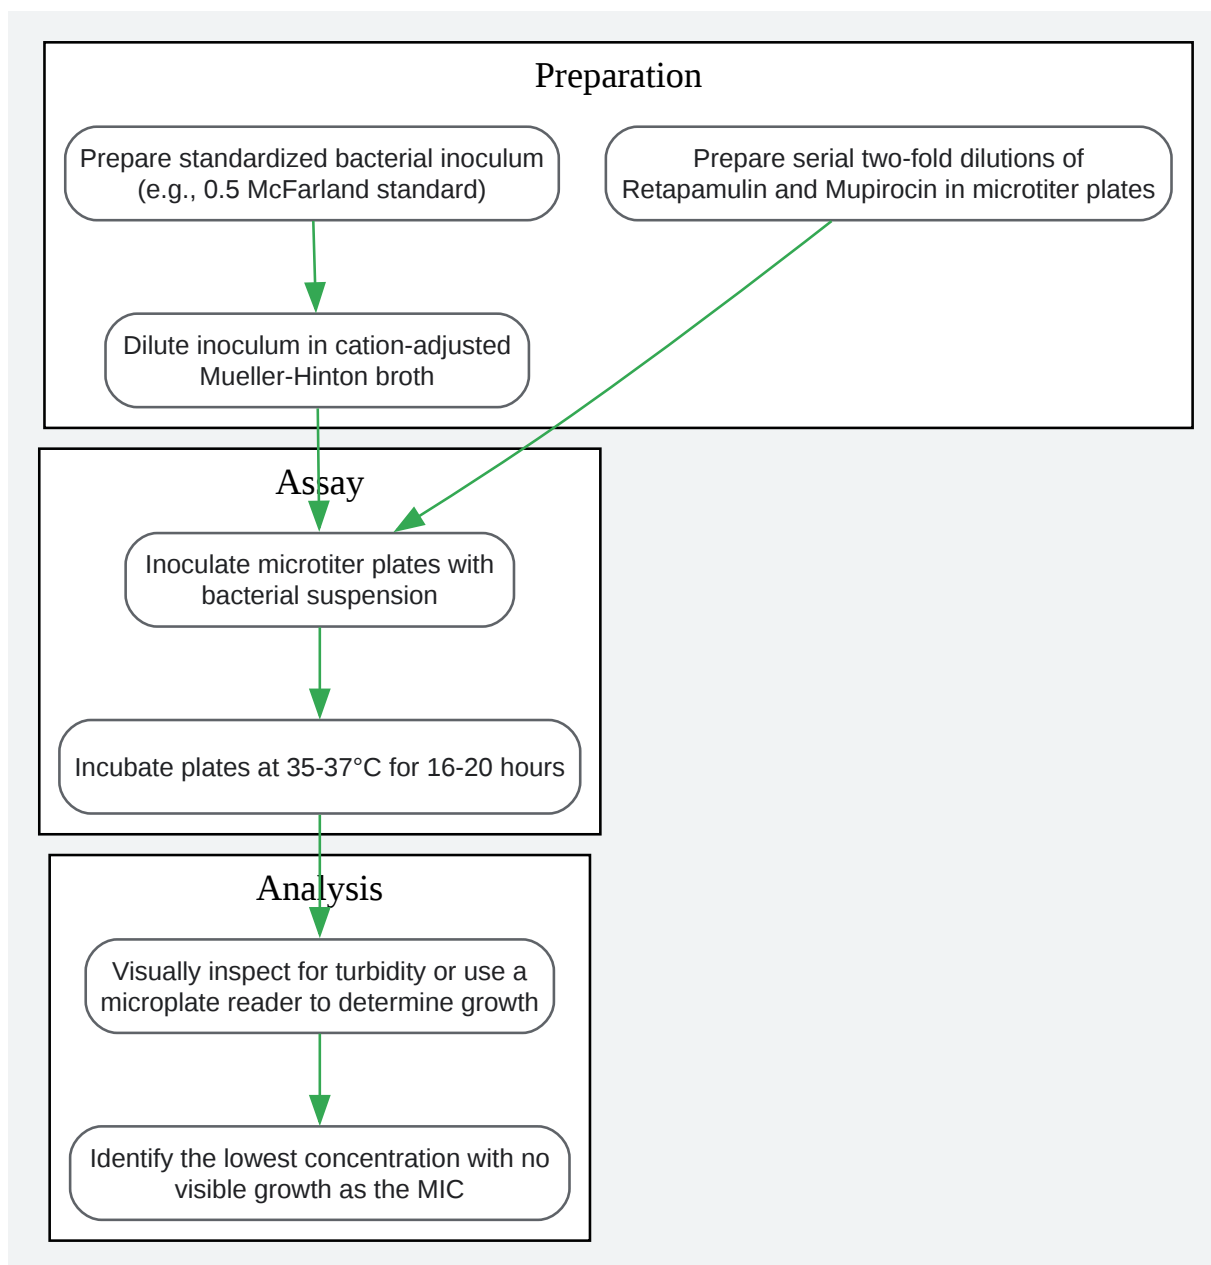 Preparation
Prepare standardized bacterial inoculum
(e.g., 0.5 McFarland standard)
Prepare serial two-fold dilutions of
Retapamulin and Mupirocin in microtiter plates
Dilute inoculum in cation-adjusted
Mueller-Hinton broth
Assay
Inoculate microtiter plates with
bacterial suspension
Incubate plates at 35-37°C for 16-20 hours
Analysis
Visually inspect for turbidity or use a
microplate reader to determine growth
Identify the lowest concentration with no
visible growth as the MIC